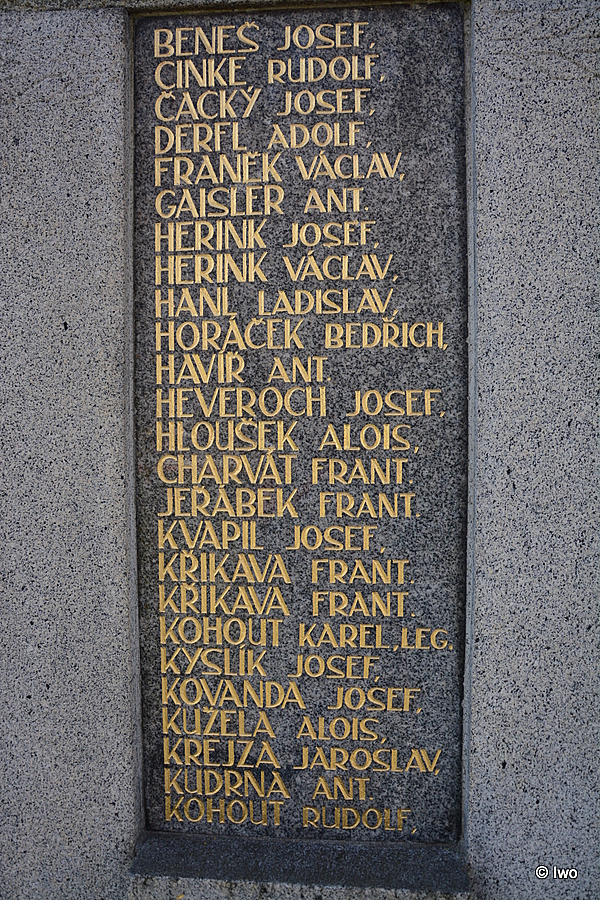 BENEŠ JOSEF,
CINKE RUDOLF,
ČACKÝ JOSEF,
DERFL ADOLF,
FRANĚK VÁCLAV,
GAISLER ANT.
HERINK JOSEF,
HERINK VÁCLAV,
HANL LADISLAV,
HORÁČEK BEDŘICH,
HAVÍŘ ANT.
HEVEROCH JOSEF,
HLOUŠEK ALOIS,
CHARVÁT FRANT.
JEŘÁBEK FRANT.
KVAPIL JOSEF,
KŘIKAVA FRANT.
KŘIKAVA FRANT.
KOHOUT KAREL, LEG.
KYSLÍK JOSEF,
KOVANDA JOSEF,
KUŽELA ALOIS,
KREJZA JAROSLAV,
KUDRNA ANT
KOHOUT RUDOLF,
© Iwo